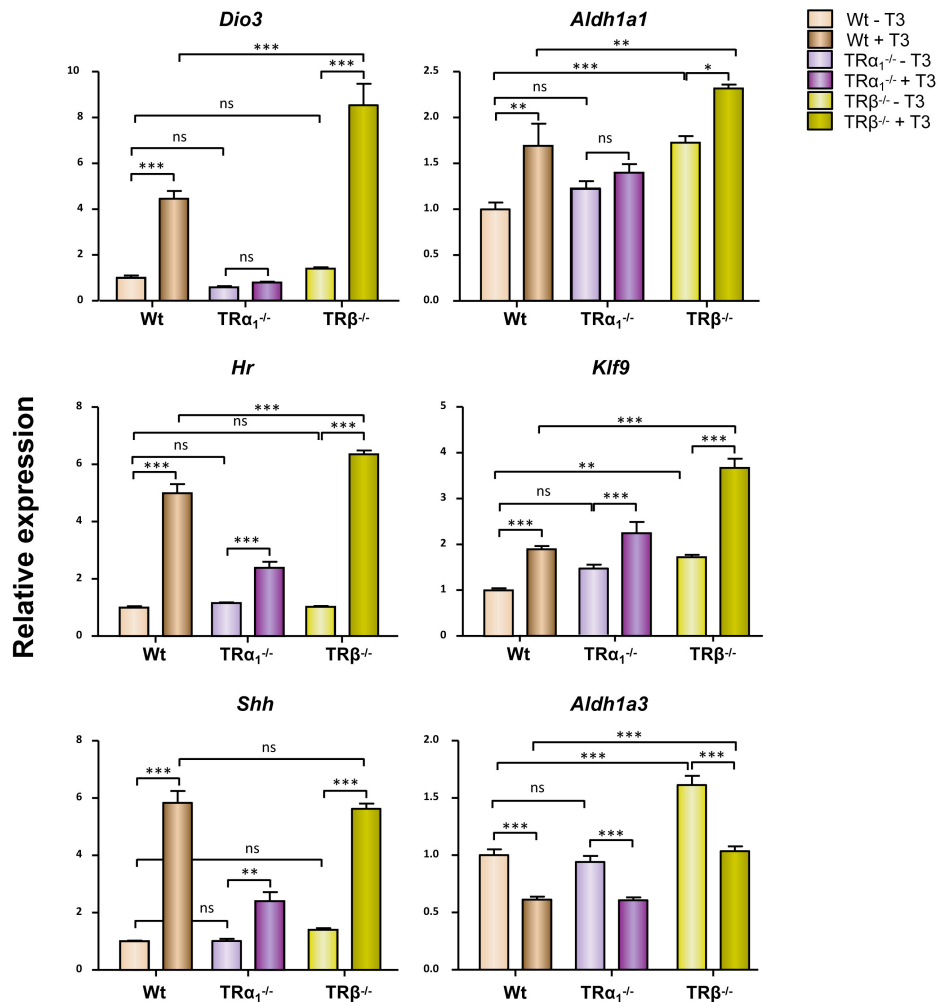 Dio3
Aldh1a1
Wt - T3
Wt + T3
TRα₁⁻/⁻ - T3
TRα₁⁻/⁻ + T3
TRβ⁻/⁻ - T3
TRβ⁻/⁻ + T3
***
***
ns
ns
***
ns
10
8
6
4
2
0
Wt TRα₁⁻/⁻ TRβ⁻/⁻
**
***
*
ns
**
ns
2.5
2.0
1.5
1.0
0.5
0.0
Wt TRα₁⁻/⁻ TRβ⁻/⁻
Relative expression
Hr
***
ns
***
ns
***
***
8
6
4
2
0
Wt TRα₁⁻/⁻ TRβ⁻/⁻
Klf9
***
***
**
ns
***
***
5
4
3
2
1
0
Wt TRα₁⁻/⁻ TRβ⁻/⁻
Shh
ns
***
***
ns
**
ns
8
6
4
2
0
Wt TRα₁⁻/⁻ TRβ⁻/⁻
Aldh1a3
***
***
***
ns
***
***
2.0
1.5
1.0
0.5
0.0
Wt TRα₁⁻/⁻ TRβ⁻/⁻